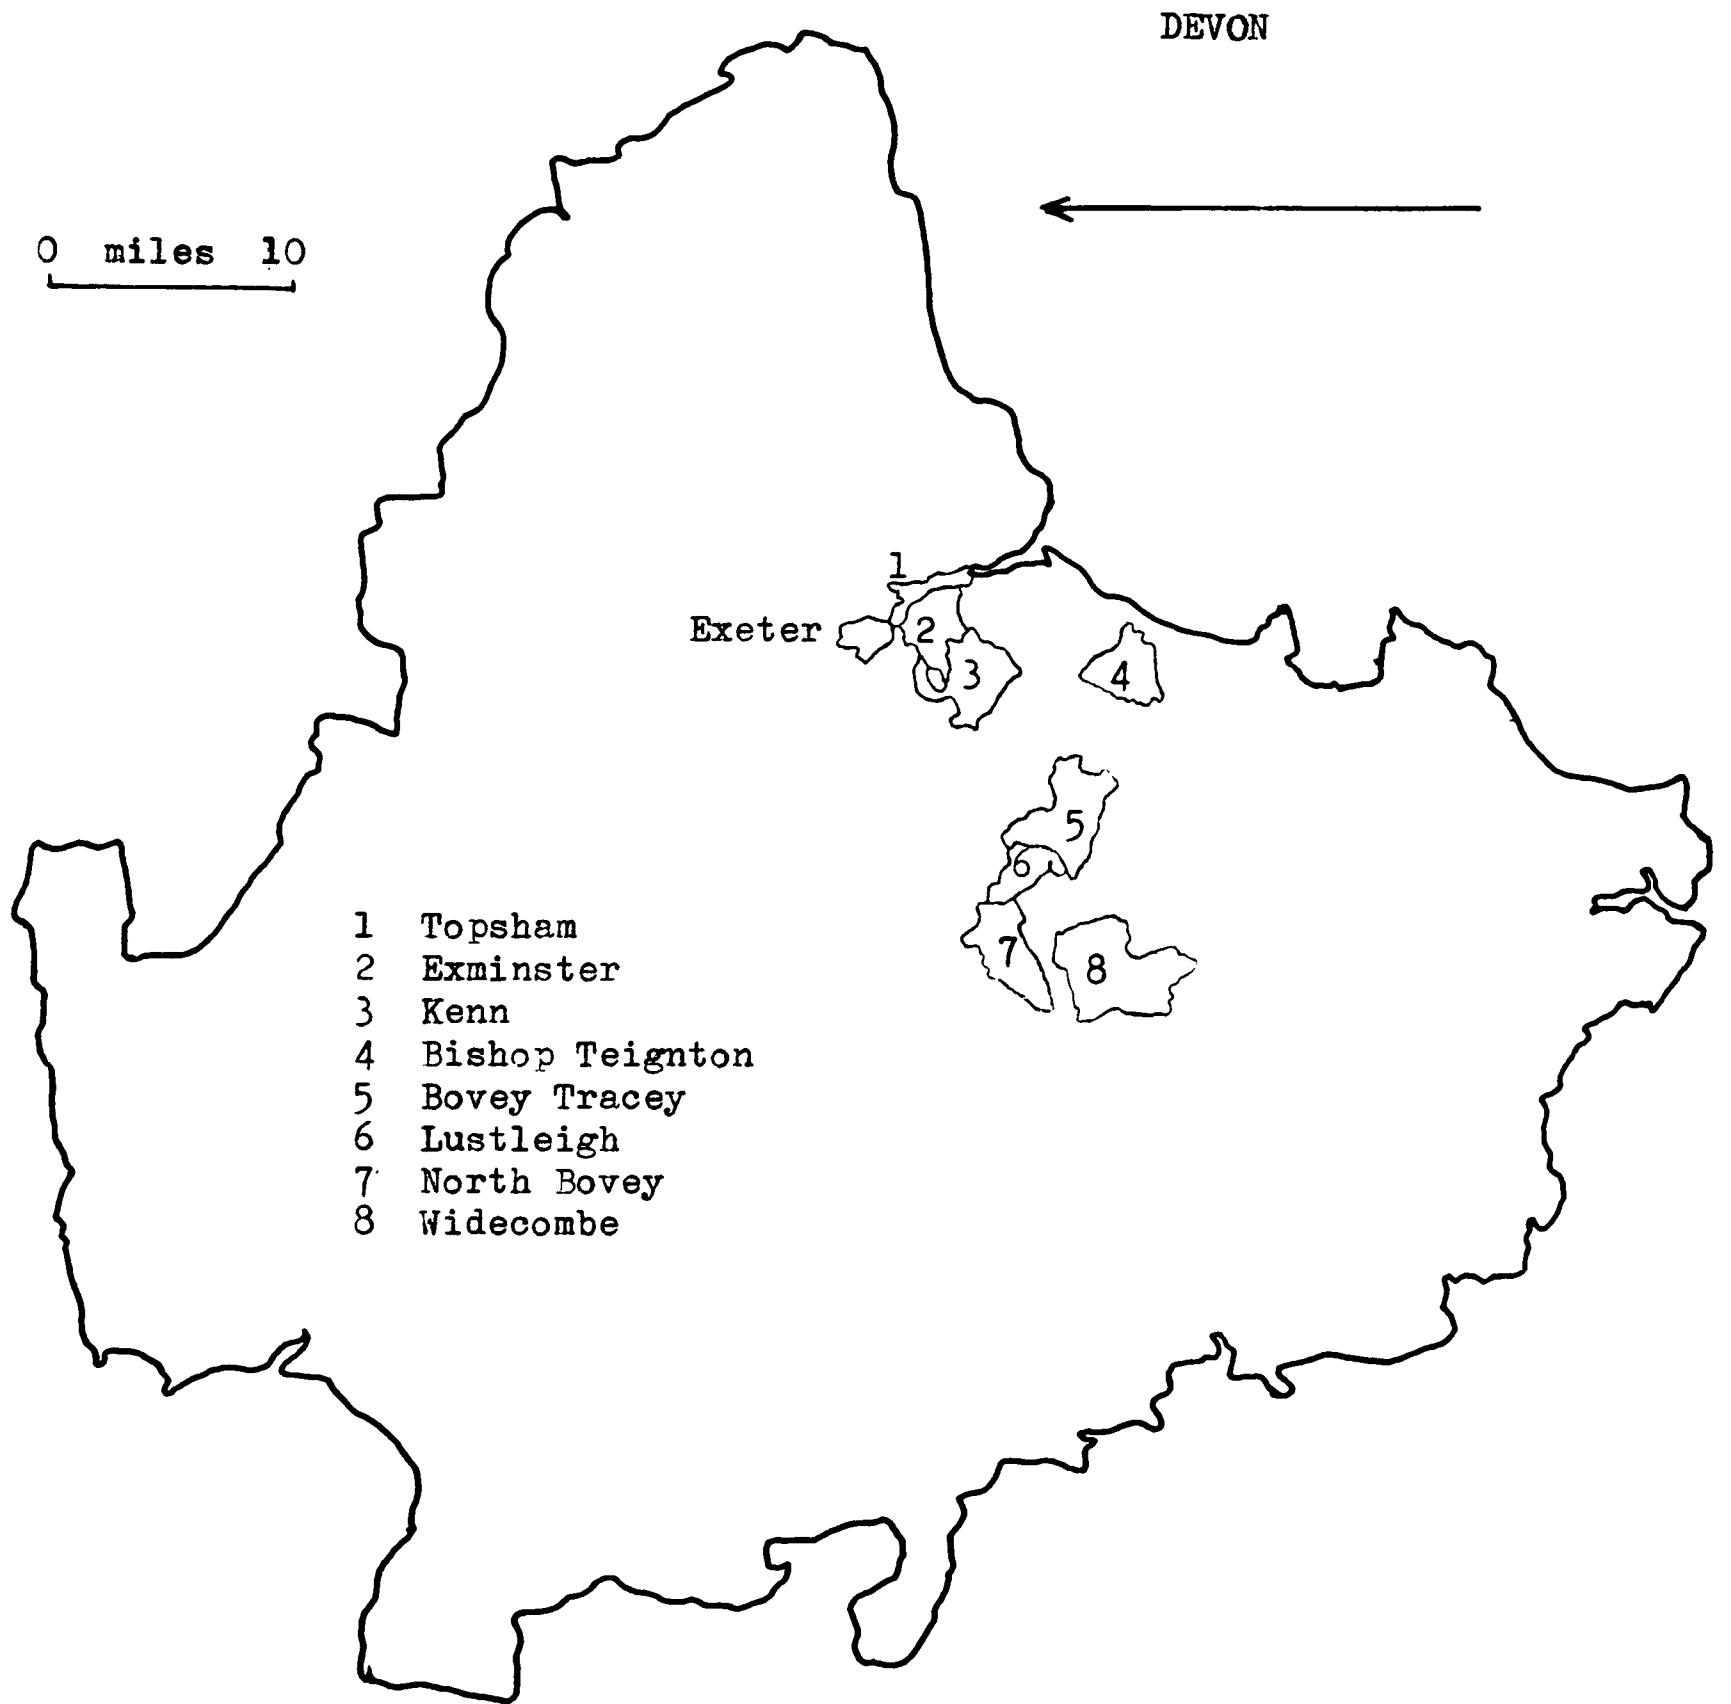 DEVON
0 miles 10
1
Exeter
2
3
4
5
6
7
8
1 Topsham
2 Exminster
3 Kenn
4 Bishop Teignton
5 Bovey Tracey
6 Lustleigh
7 North Bovey
8 Widecombe